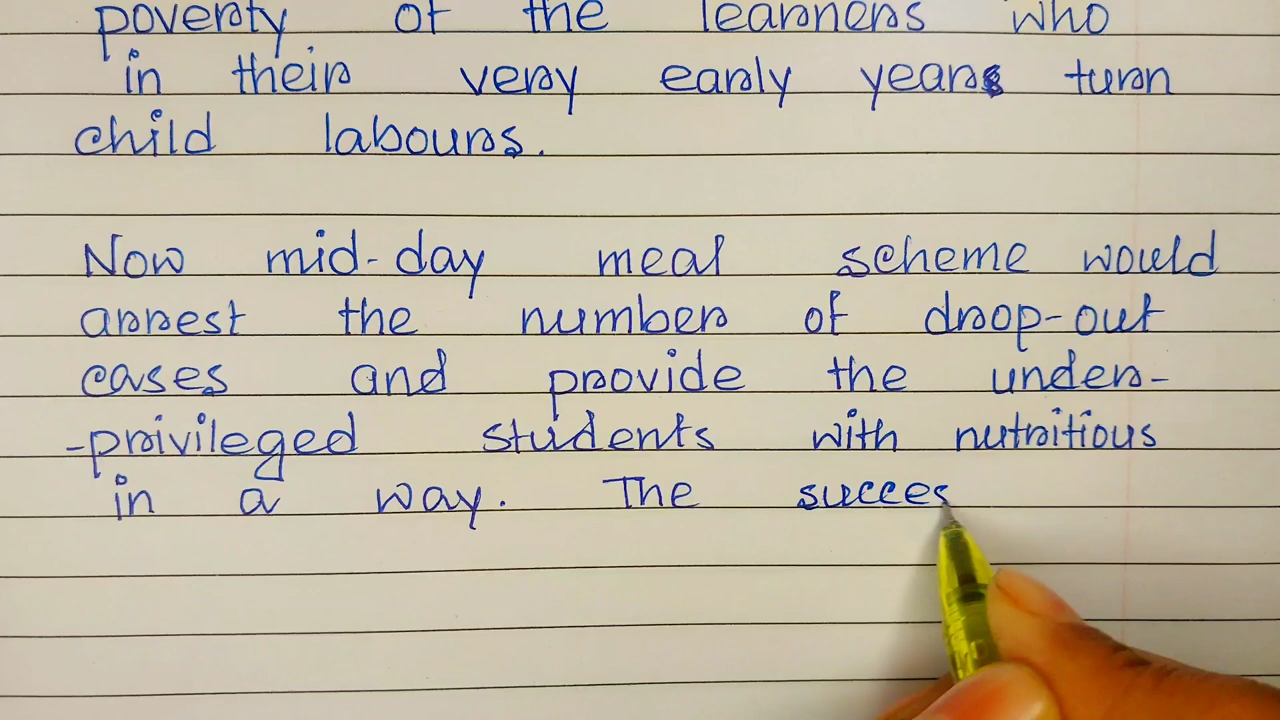 poverty of the learners who
in their very early years turn
child labours.
Now mid-day meal scheme would
arrest the number of drop-out
cases and provide the under-
-privileged students with nutritious
in a way. The succes